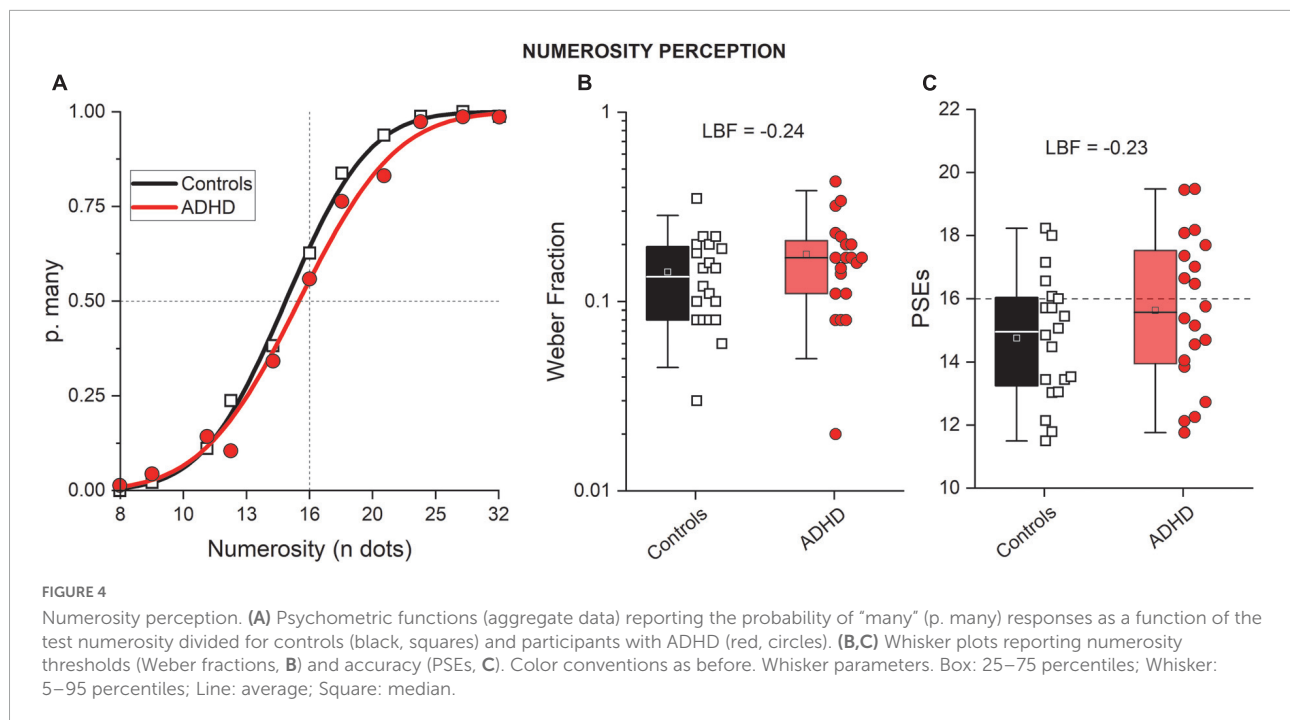 NUMEROSITY PERCEPTION
A
1.00
0.75
0.50
0.25
0.00
p. many
Controls
ADHD
8
10
13
16
20
25
32
Numerosity (n dots)
B
1
0.1
0.01
Weber Fraction
LBF = -0.24
Controls
ADHD
C
22
20
18
16
14
12
10
PSEs
LBF = -0.23
Controls
ADHD
FIGURE 4
Numerosity perception. (A) Psychometric functions (aggregate data) reporting the probability of “many” (p. many) responses as a function of the
test numerosity divided for controls (black, squares) and participants with ADHD (red, circles). (B,C) Whisker plots reporting numerosity
thresholds (Weber fractions, B) and accuracy (PSEs, C). Color conventions as before. Whisker parameters. Box: 25–75 percentiles; Whisker:
5–95 percentiles; Line: average; Square: median.